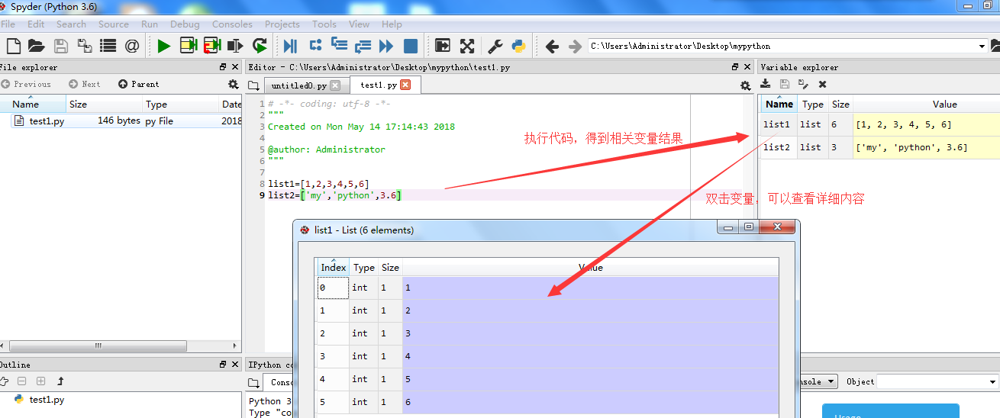 Spyder (Python 3.6)
File Edit Search Source Run Debug Consoles Projects Tools View Help
C:\Users\Administrator\Desktop\mypython
File explorer
Previous Next Parent
Name Size Type Date
test1.py 146 bytes py File 2018
Editor - C:\Users\Administrator\Desktop\mypython\test1.py
untitled0.py test1.py
1 # -*- coding: utf-8 -*-
2 """
3 Created on Mon May 14 17:14:43 2018
4
5 @author: Administrator
6 """
7
8 list1=[1,2,3,4,5,6]
9 list2=['my','python',3.6]
执行代码，得到相关变量结果
Variable explorer
Name Type Size Value
list1 list 6 [1, 2, 3, 4, 5, 6]
list2 list 3 ['my', 'python', 3.6]
双击变量，可以查看详细内容
list1 - List (6 elements)
Index Type Size Value
0 int 1 1
1 int 1 2
2 int 1 3
3 int 1 4
4 int 1 5
5 int 1 6
Outline
test1.py
IPython co
Conso
Python 3
Type "co
nsole Object
Usage